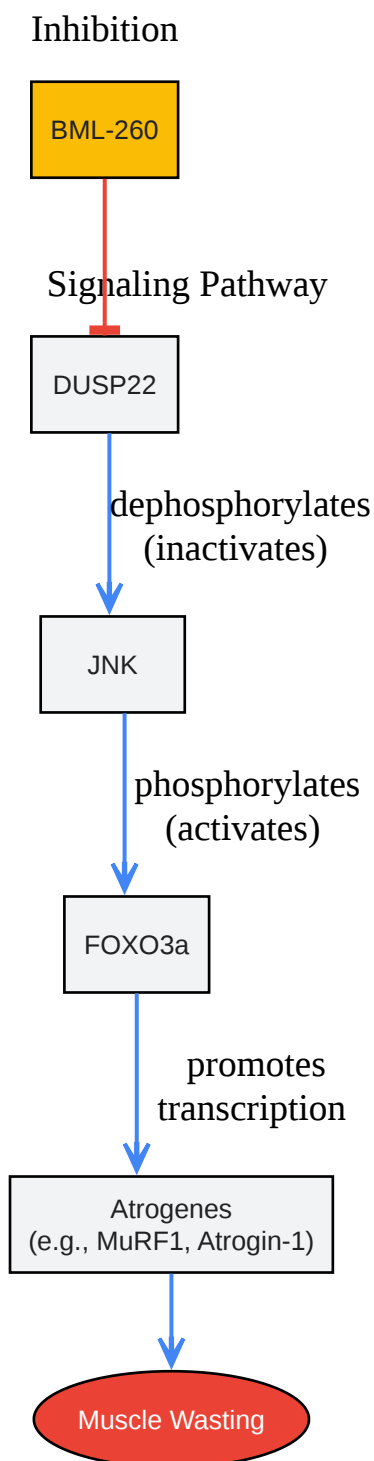 Inhibition
BML-260
Signaling Pathway
DUSP22
dephosphorylates
(inactivates)
JNK
phosphorylates
(activates)
FOXO3a
promotes
transcription
Atrogenes
(e.g., MuRF1, Atrogin-1)
Muscle Wasting